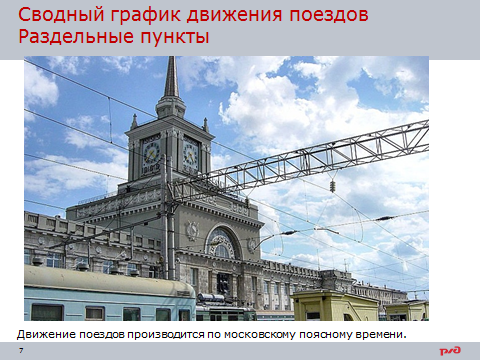 Сводный график движения поездов
Раздельные пункты
Движение поездов производится по московскому поясному времени.
7
ржд